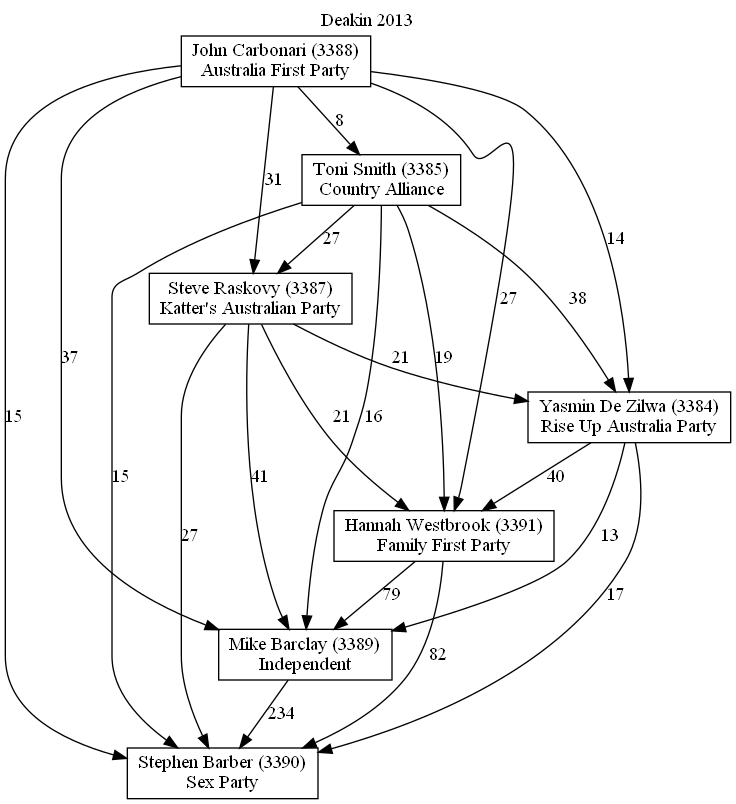 Deakin 2013
John Carbonari (3388)
Australia First Party
8
Toni Smith (3385)
Country Alliance
31
27
14
Steve Raskovy (3387)
Katter's Australian Party
27
38
37
19
21
Yasmin De Zilwa (3384)
Rise Up Australia Party
15
16
21
15
41
40
Hannah Westbrook (3391)
Family First Party
27
13
79
17
Mike Barclay (3389)
Independent
82
234
Stephen Barber (3390)
Sex Party